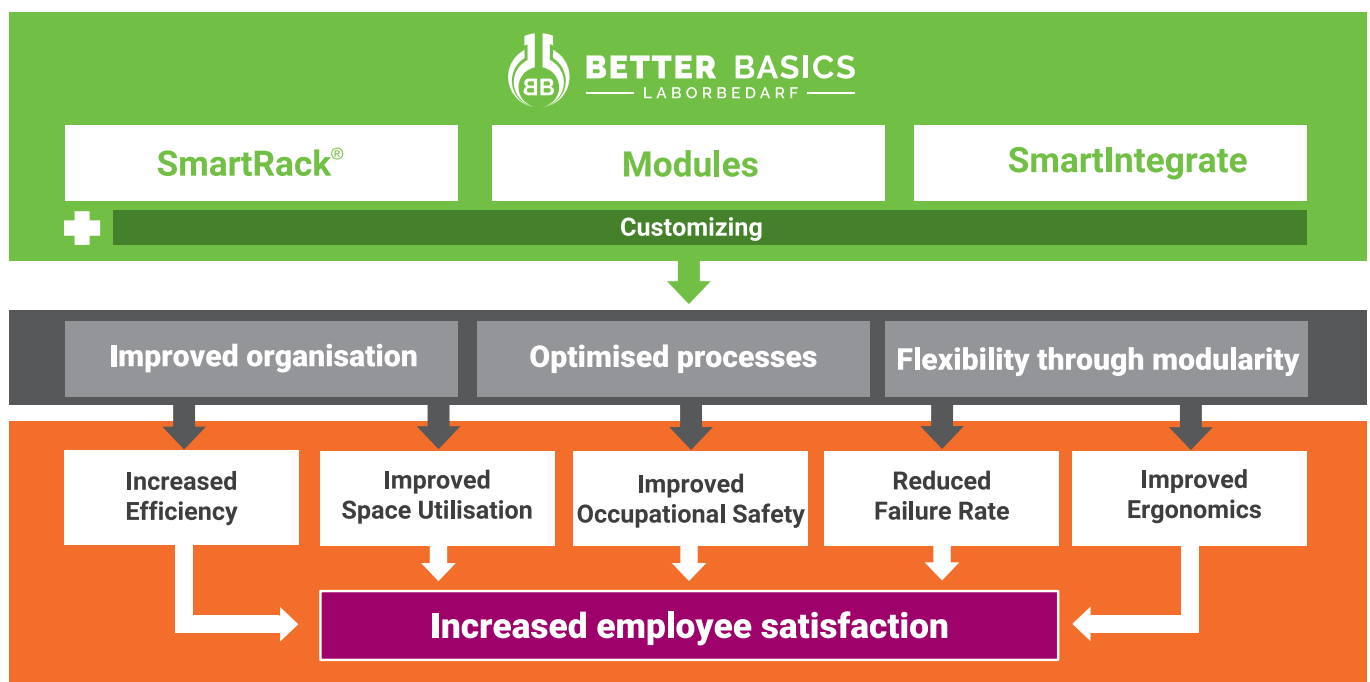 BB
BETTER BASICS
LABORBEDARF
SmartRack®
Modules
SmartIntegrate
Customizing
Improved organisation
Optimised processes
Flexibility through modularity
Increased
Efficiency
Improved
Space Utilisation
Improved
Occupational Safety
Reduced
Failure Rate
Improved
Ergonomics
Increased employee satisfaction